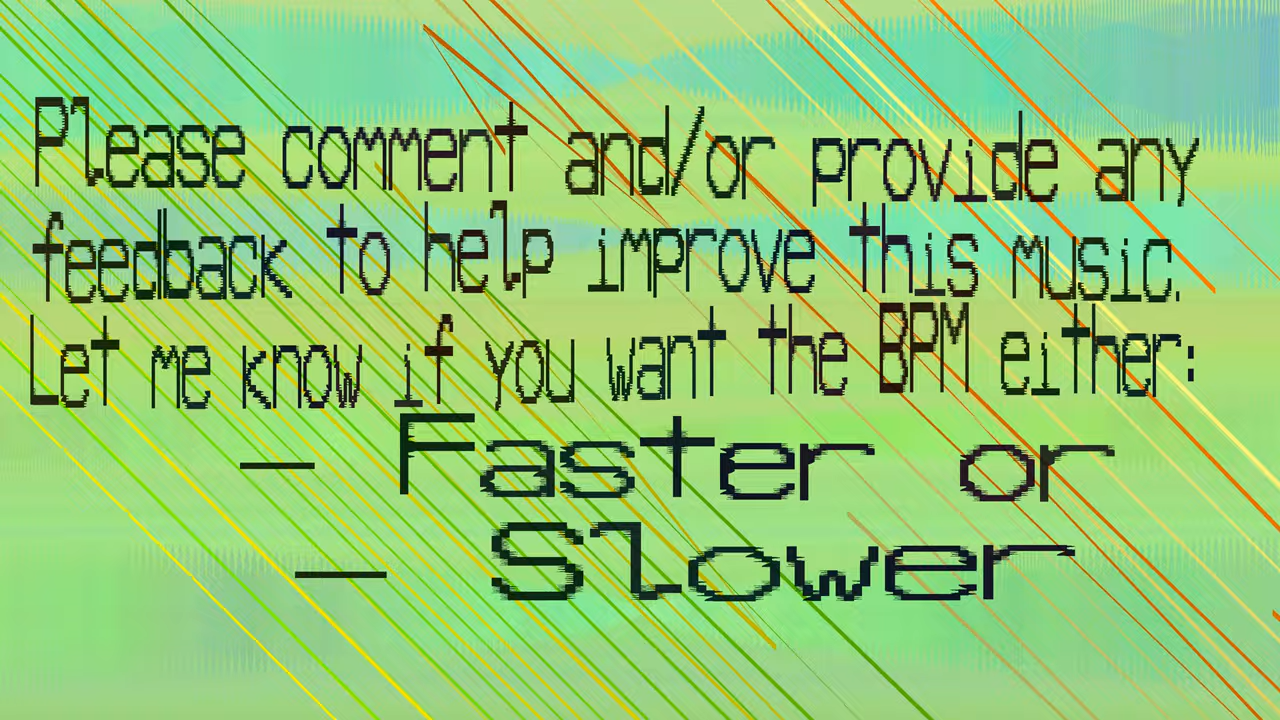 Please comment and/or provide any
feedback to help improve this music.
Let me know if you want the BPM either:
- Faster or
- Slower